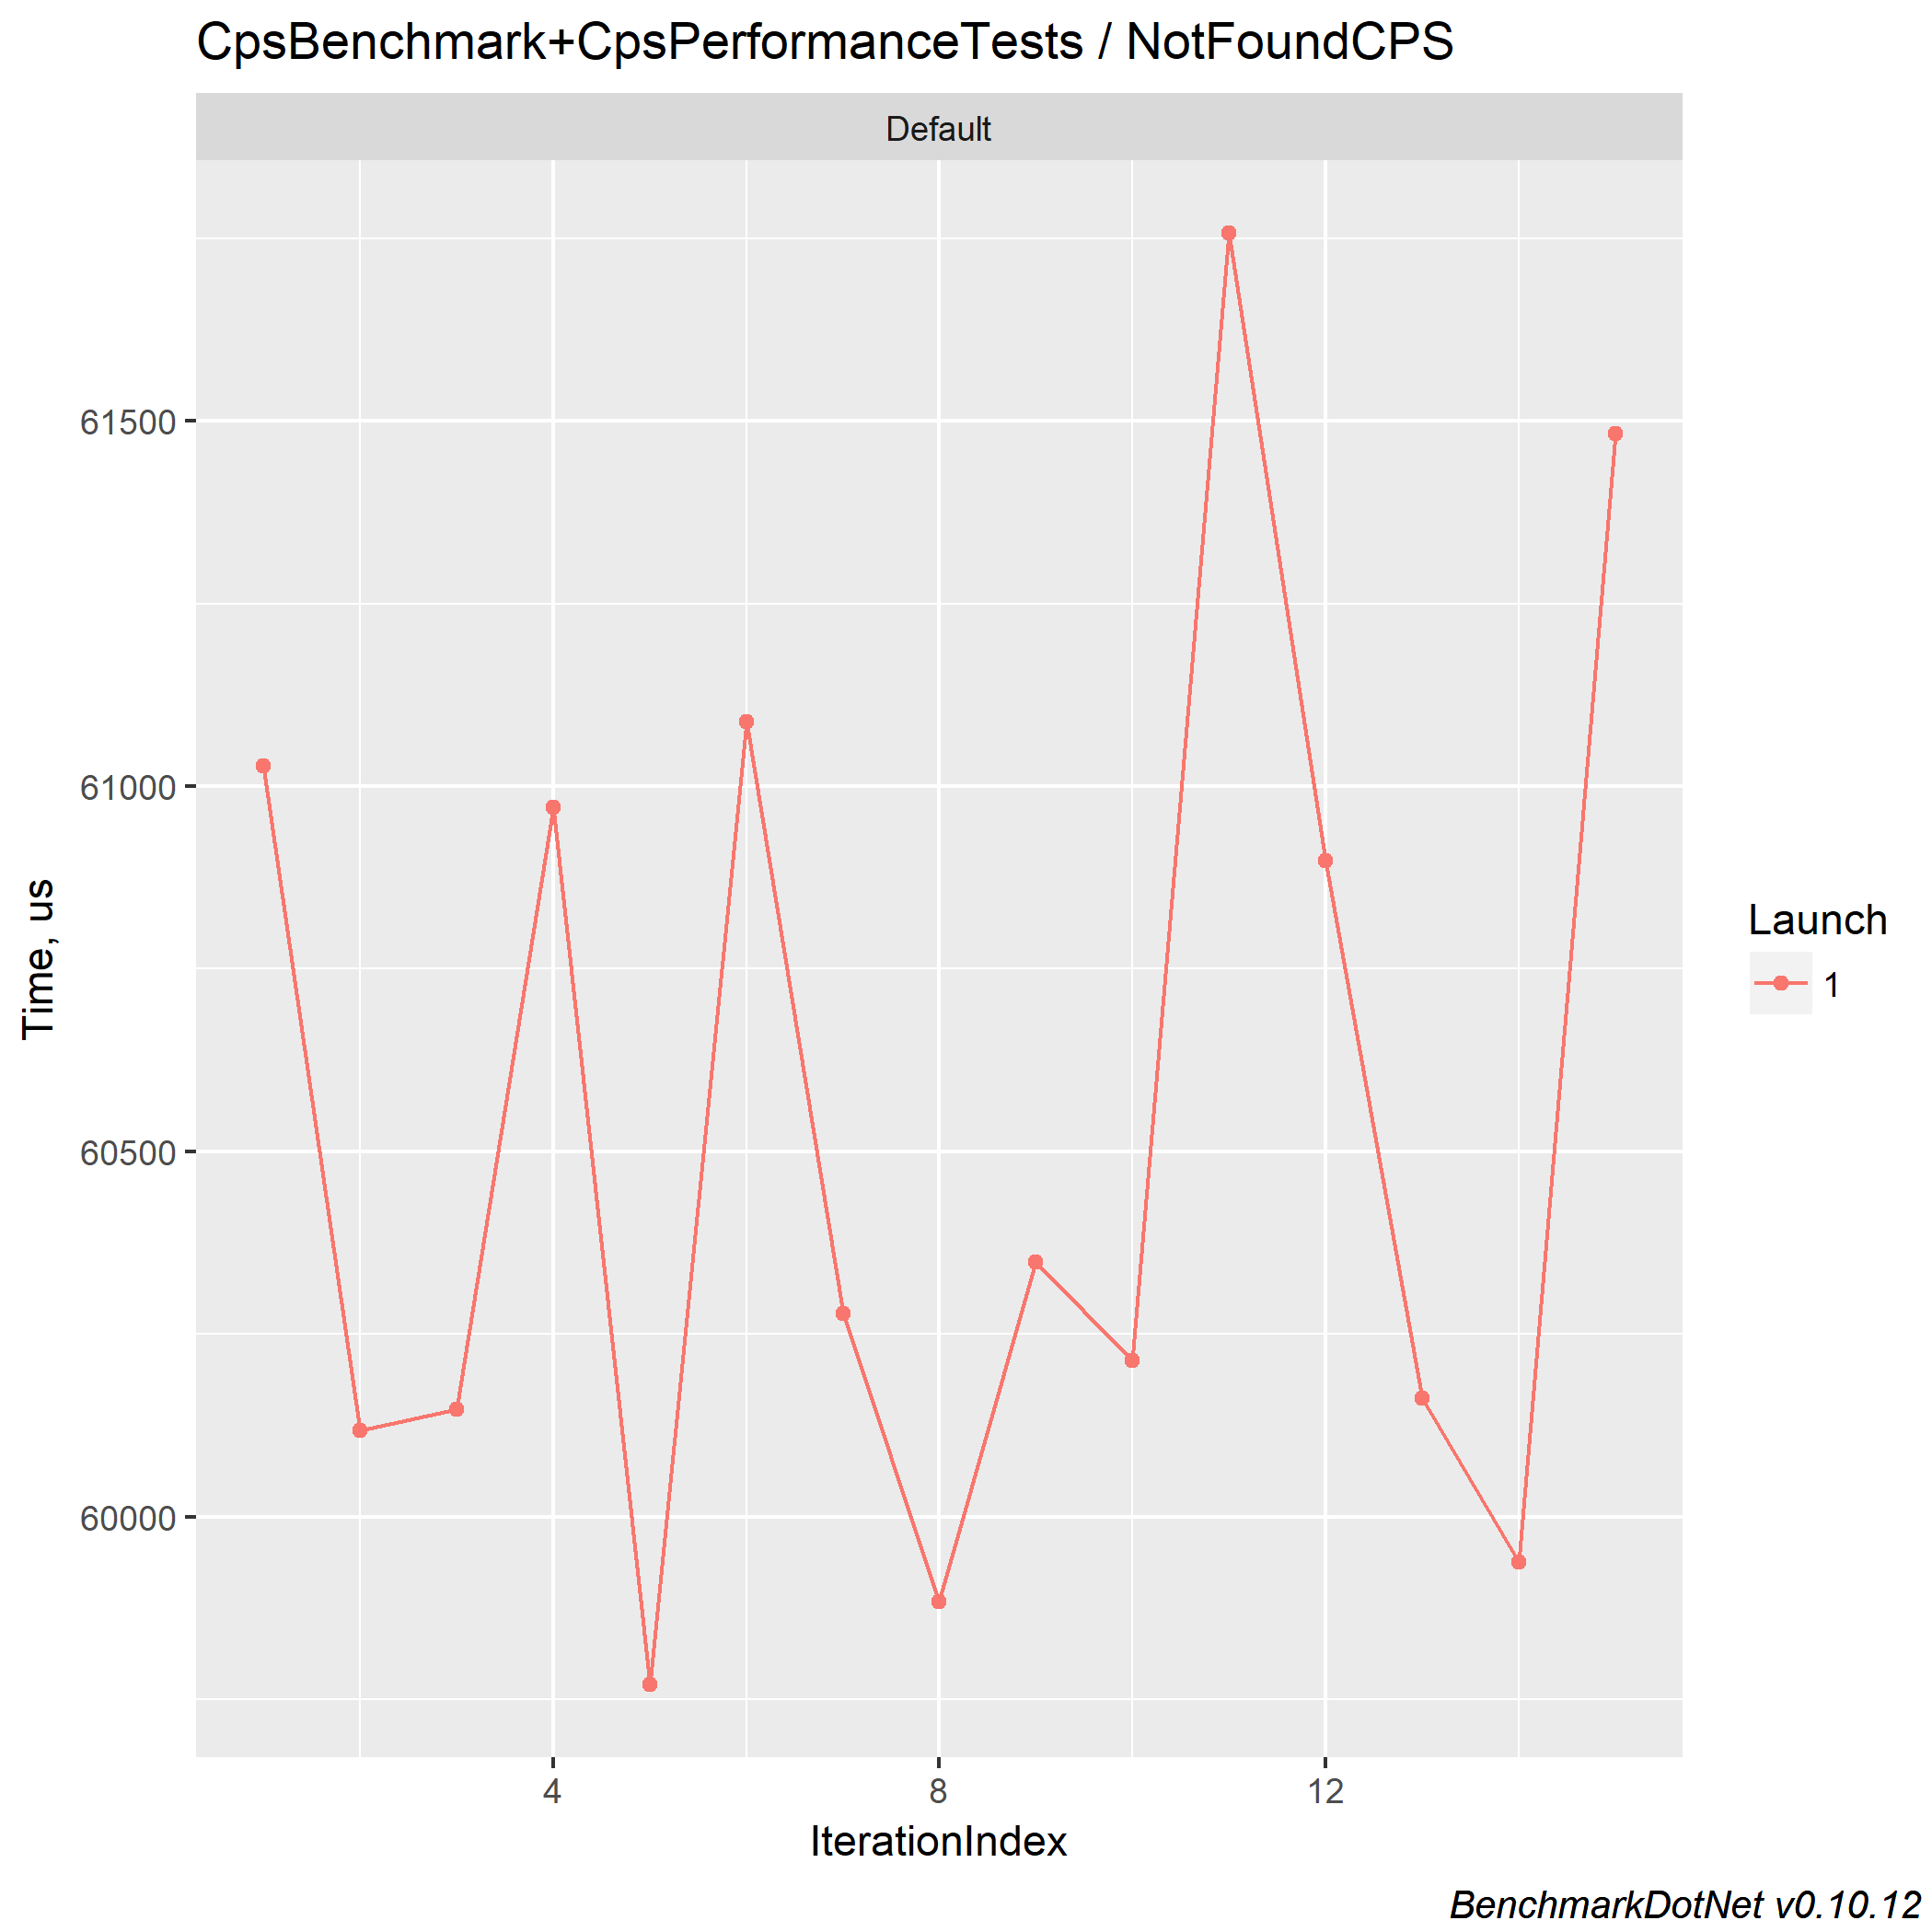 CpsBenchmark+CpsPerformanceTests / NotFoundCPS
Default
61500
61000
60500
60000
Time, us
4 8 12
IterationIndex
Launch
1
BenchmarkDotNet v0.10.12